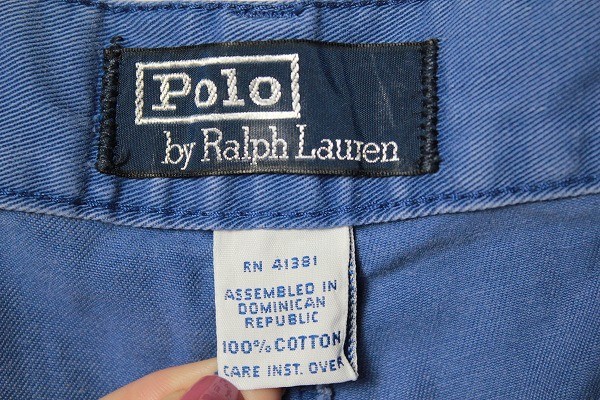 Polo
by Ralph Lauren
RN 41381
ASSEMBLED IN
DOMINICAN
REPUBLIC
100% COTTON
CARE INST. OVER